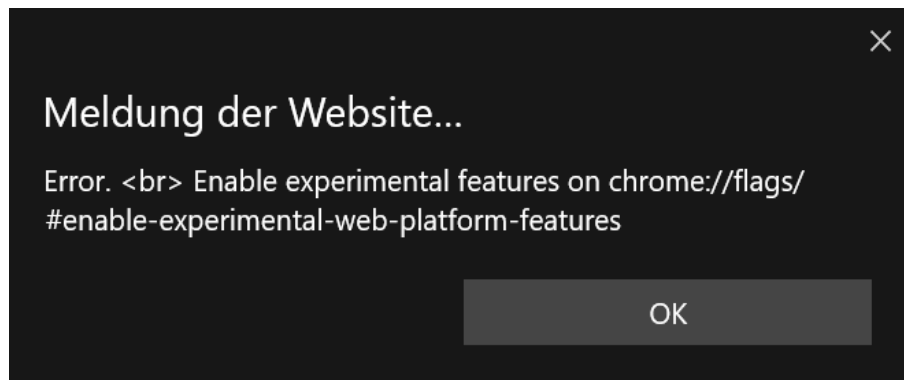 Meldung der Website...
Error. <br> Enable experimental features on chrome://flags/
#enable-experimental-web-platform-features
OK